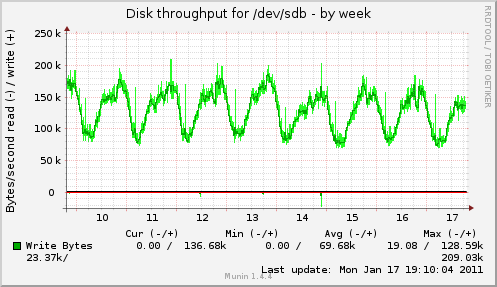 Disk throughput for /dev/sdb - by week
RRDTOOL / TOBI OETIKER
Bytes/second read (-) / write (+)
250 k
200 k
150 k
100 k
50 k
0
10 11 12 13 14 15 16 17
Cur (-/+) Min (-/+) Avg (-/+) Max (-/+)
Write Bytes 0.00 / 136.68k 0.00 / 69.68k 19.08 / 128.59k
23.37k/ 209.03k
Last update: Mon Jan 17 19:10:04 2011
Munin 1.4.4